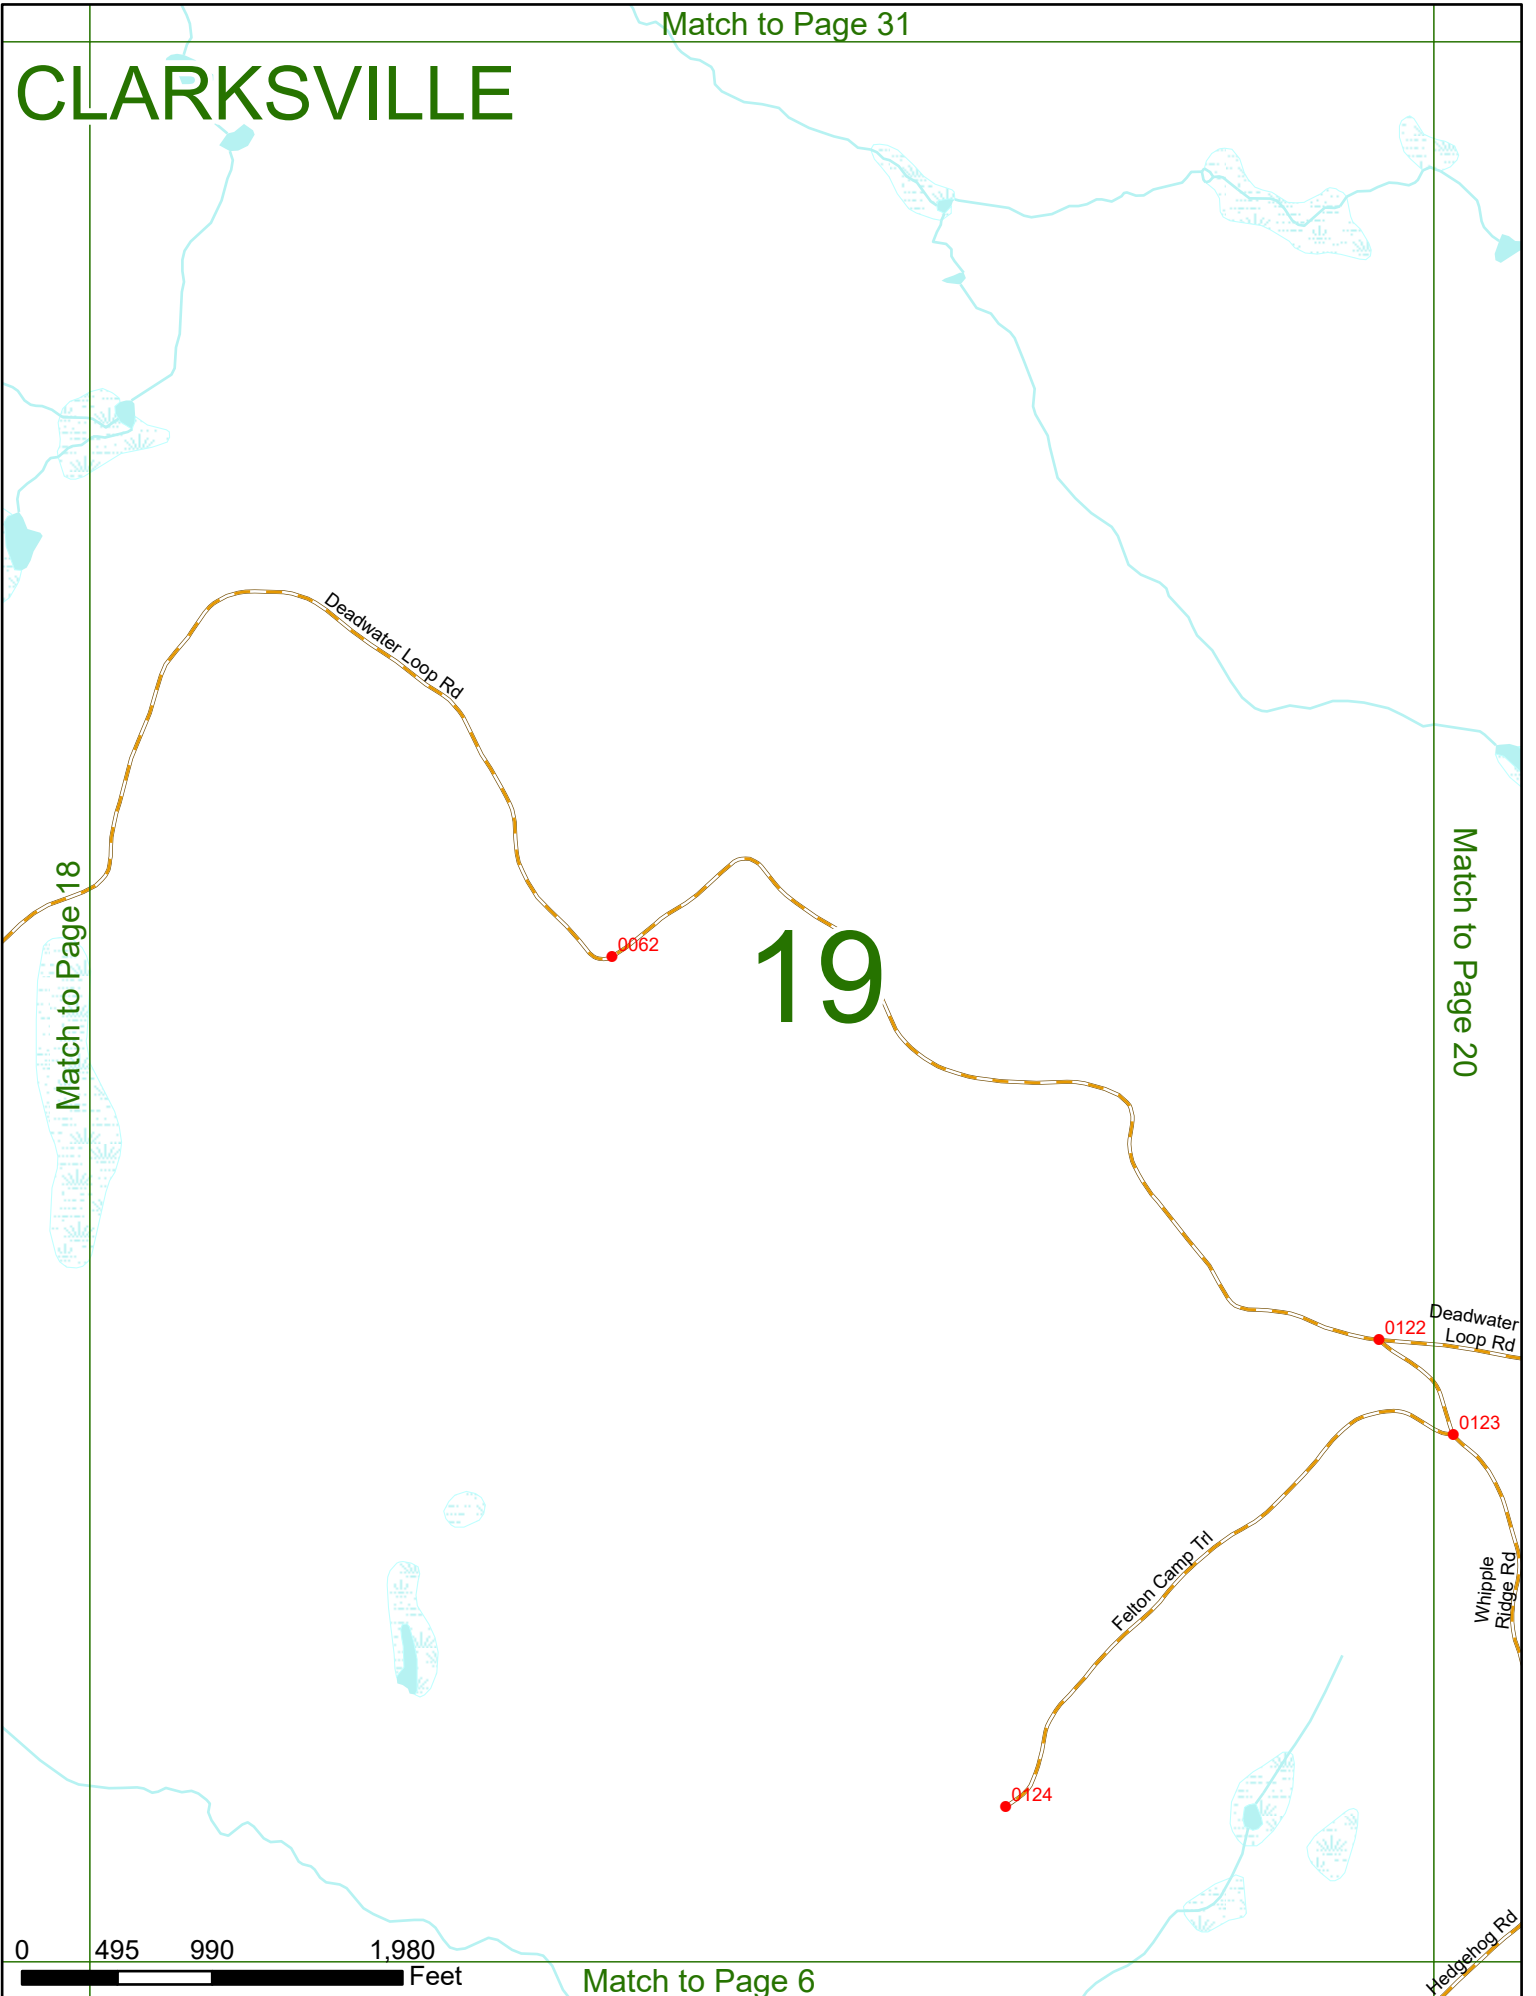 Match to Page 31
CLARKSVILLE
Deadwater Loop Rd
Match to Page 18
Match to Page 20
0062
19
Deadwater
Loop Rd
0122
0123
Felton Camp Trl
Whipple
Ridge Rd
0124
Hedgehog Rd
0 495 990 1,980
Feet
Match to Page 6